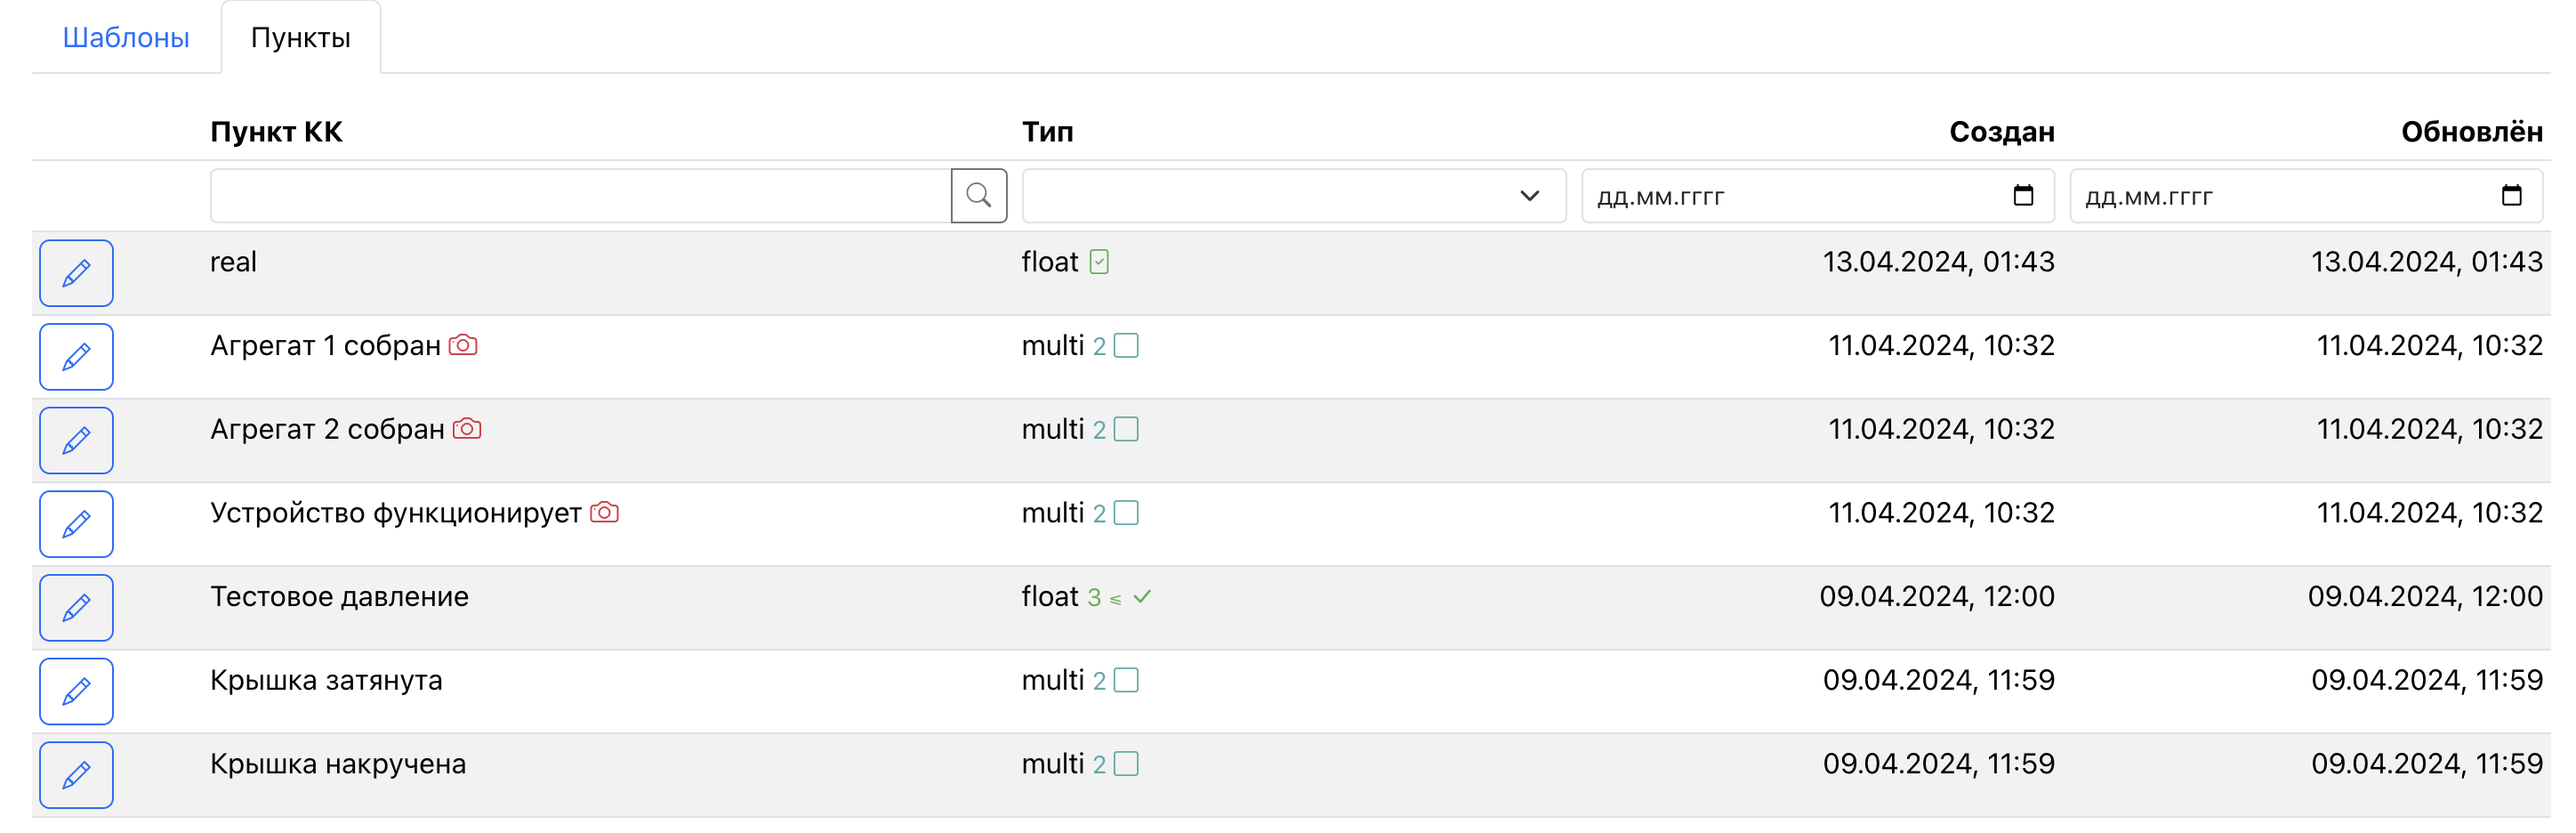 Шаблоны Пункты
Пункт КК Тип Создан Обновлён
дд.мм.гггг дд.мм.гггг
real float 13.04.2024, 01:43 13.04.2024, 01:43
Агрегат 1 собран multi 2 11.04.2024, 10:32 11.04.2024, 10:32
Агрегат 2 собран multi 2 11.04.2024, 10:32 11.04.2024, 10:32
Устройство функционирует multi 2 11.04.2024, 10:32 11.04.2024, 10:32
Тестовое давление float 3 ⩽ ✓ 09.04.2024, 12:00 09.04.2024, 12:00
Крышка затянута multi 2 09.04.2024, 11:59 09.04.2024, 11:59
Крышка накручена multi 2 09.04.2024, 11:59 09.04.2024, 11:59